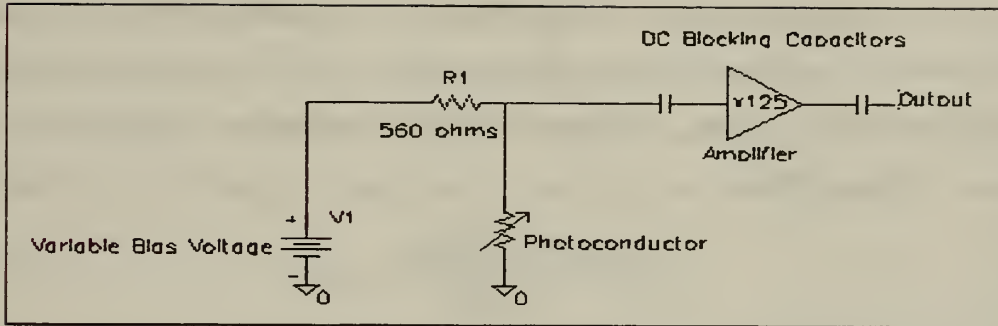 DC Blocking Capacitors
R1
560 ohms
x125
Output
Amplifier
+
V1
Variable Bias Voltage
-
0
Photoconductor
0